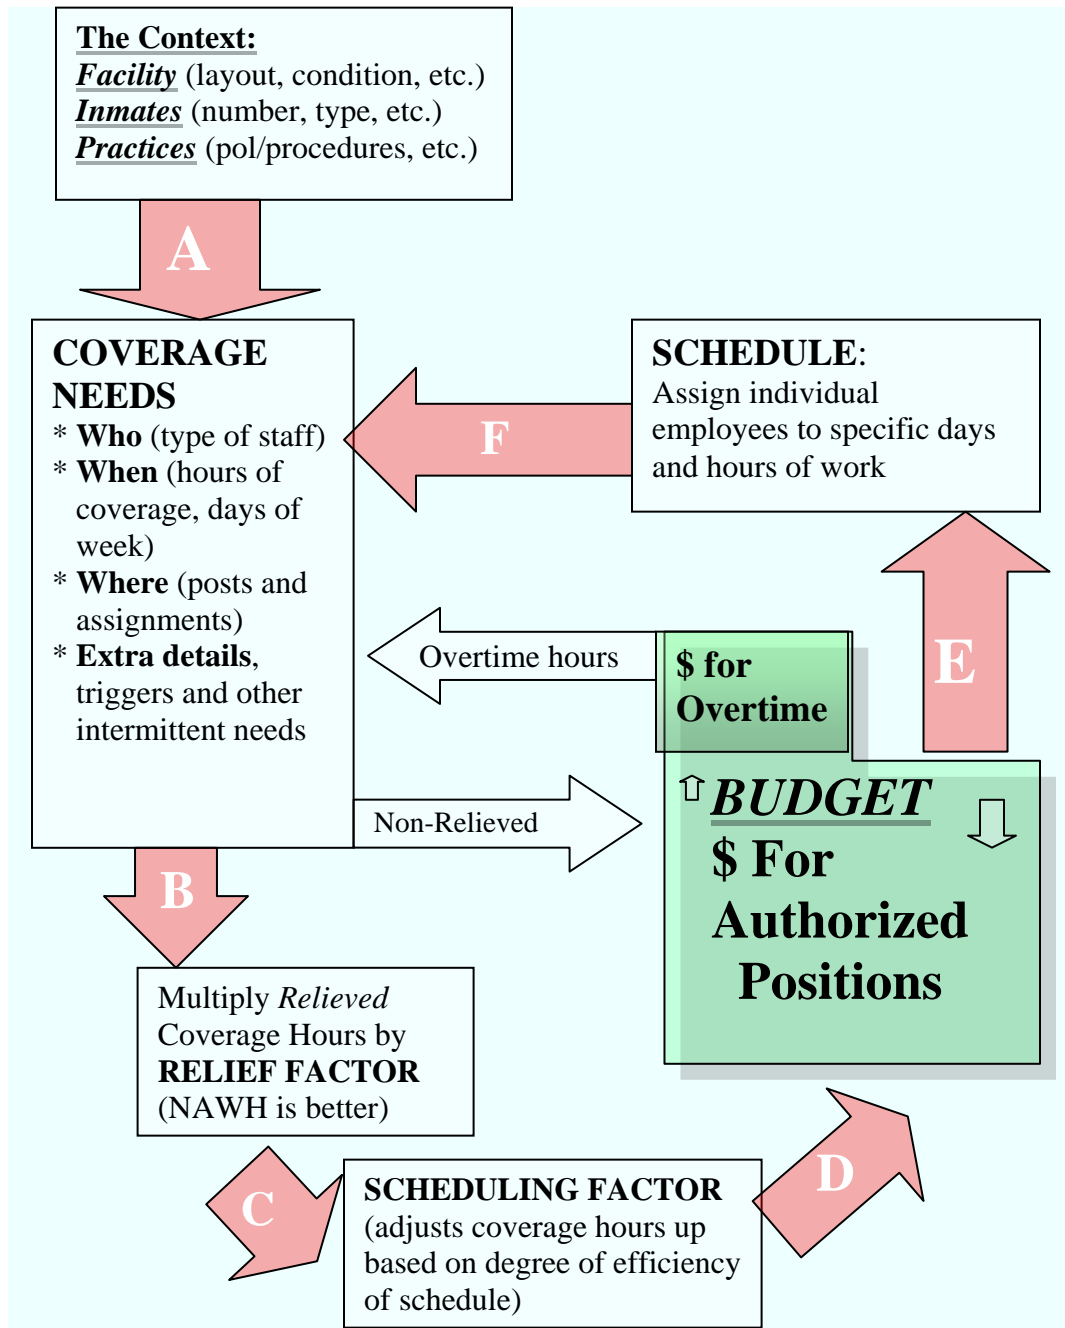 The Context:
Facility (layout, condition, etc.)
Inmates (number, type, etc.)
Practices (pol/procedures, etc.)
A
COVERAGE
NEEDS
* Who (type of staff)
* When (hours of
coverage, days of
week)
* Where (posts and
assignments)
* Extra details,
triggers and other
intermittent needs
SCHEDULE:
Assign individual
employees to specific days
and hours of work
F
E
Overtime hours
$ for
Overtime
Non-Relieved
BUDGET
$ For
Authorized
Positions
B
Multiply Relieved
Coverage Hours by
RELIEF FACTOR
(NAWH is better)
C
SCHEDULING FACTOR
(adjusts coverage hours up
based on degree of efficiency
of schedule)
D